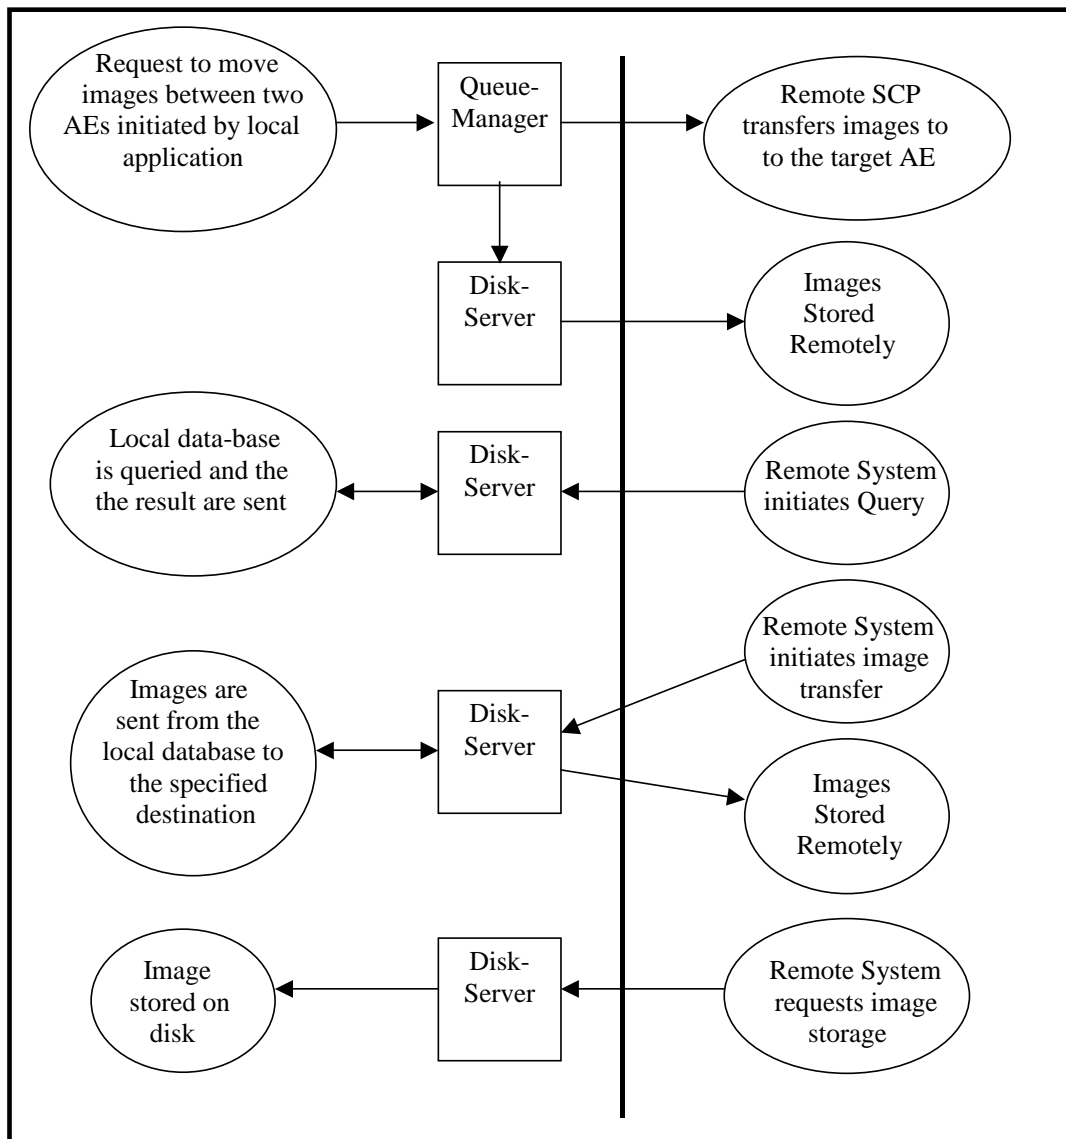 Request to move
images between two
AEs initiated by local
application
Queue-
Manager
Remote SCP
transfers images to
to the target AE
Disk-
Server
Images
Stored
Remotely
Local data-base
is queried and the
the result are sent
Disk-
Server
Remote System
initiates Query
Remote System
initiates image
transfer
Images are
sent from the
local database to
the specified
destination
Disk-
Server
Images
Stored
Remotely
Image
stored on
disk
Disk-
Server
Remote System
requests image
storage